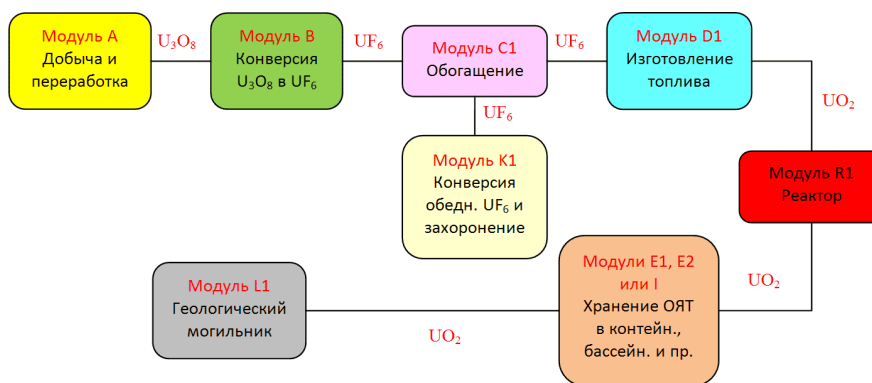 Модуль A
Добыча и
переработка
U₃O₈
Модуль B
Конверсия
U₃O₈ в UF₆
UF₆
Модуль C1
Обогащение
UF₆
Модуль D1
Изготовление
топлива
UF₆
UO₂
Модуль K1
Конверсия
обедн. UF₆ и
захоронение
Модуль R1
Реактор
Модули E1, E2
или I
Хранение ОЯТ
в контейн.,
бассейн. и пр.
UO₂
Модуль L1
Геологический
могильник
UO₂